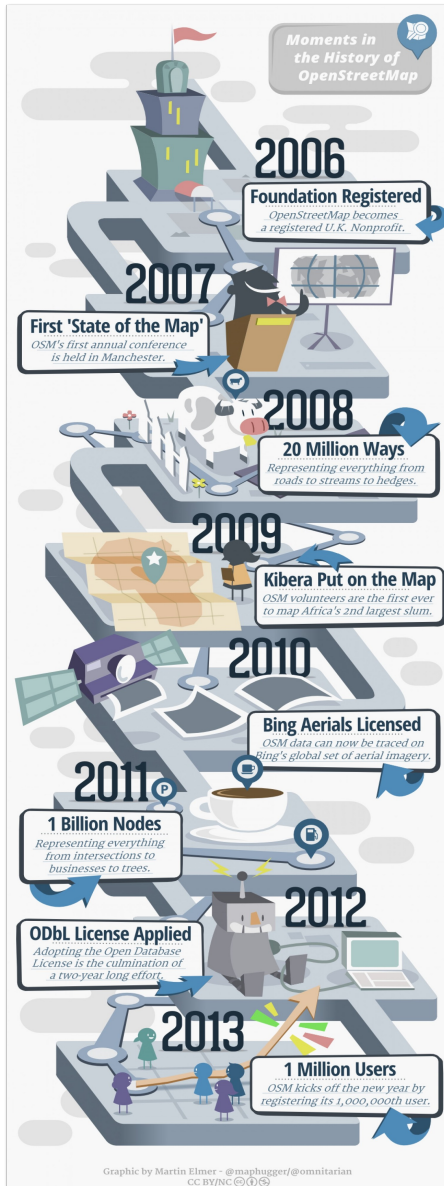 Moments in
the History of
OpenStreetMap
2006
Foundation Registered
OpenStreetMap becomes
a registered U.K. Nonprofit.
2007
First 'State of the Map'
OSM's first annual conference
is held in Manchester.
2008
20 Million Ways
Representing everything from
roads to streams to hedges.
2009
Kibera Put on the Map
OSM volunteers are the first ever
to map Africa's 2nd largest slum.
2010
Bing Aerials Licensed
OSM data can now be traced on
Bing's global set of aerial imagery.
2011
P
1 Billion Nodes
Representing everything
from intersections to
businesses to trees.
2012
ODbL License Applied
Adopting the Open Database
License is the culmination of
a two-year long effort.
2013
1 Million Users
OSM kicks off the new year by
registering its 1,000,000th user.
Graphic by Martin Elmer - @maphugger/@omnitarian
CC BY/NC